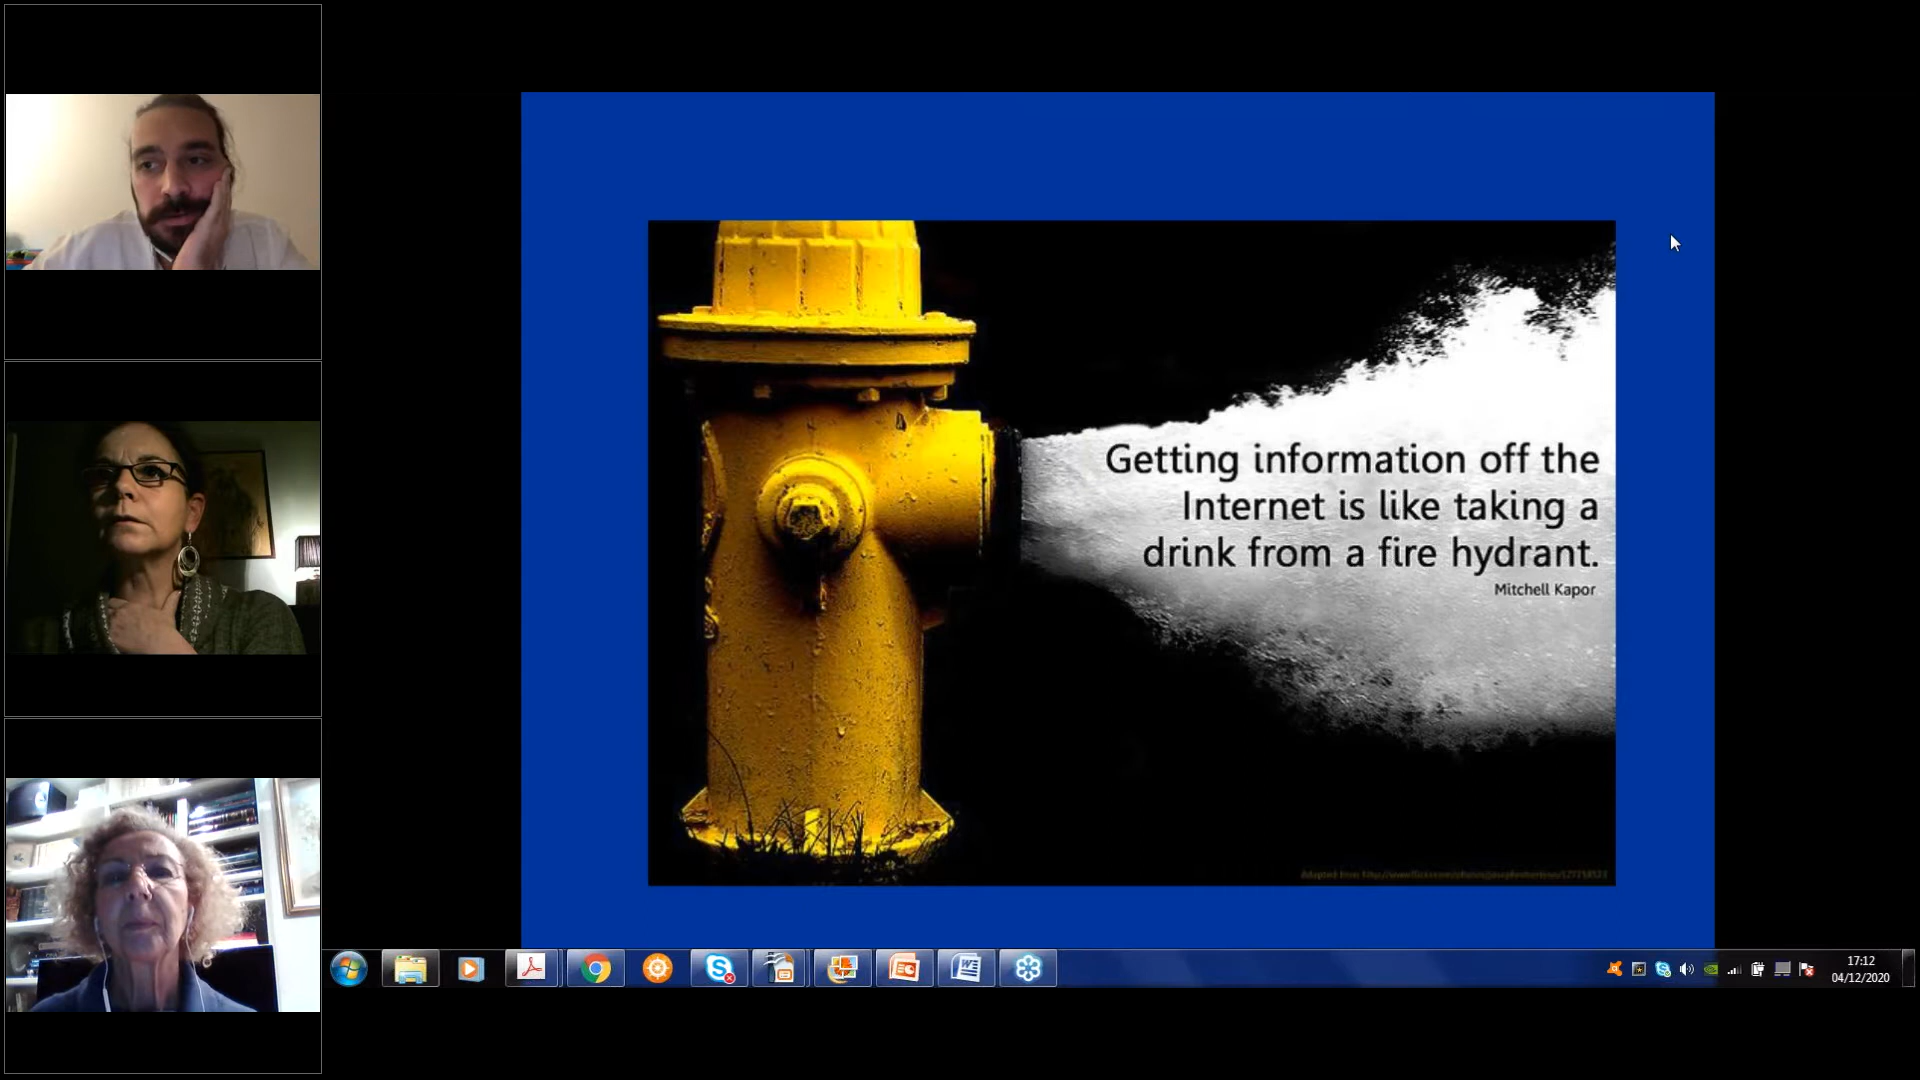 Getting information off the
Internet is like taking a
drink from a fire hydrant.
Mitchell Kapor
17:12
04/12/2020